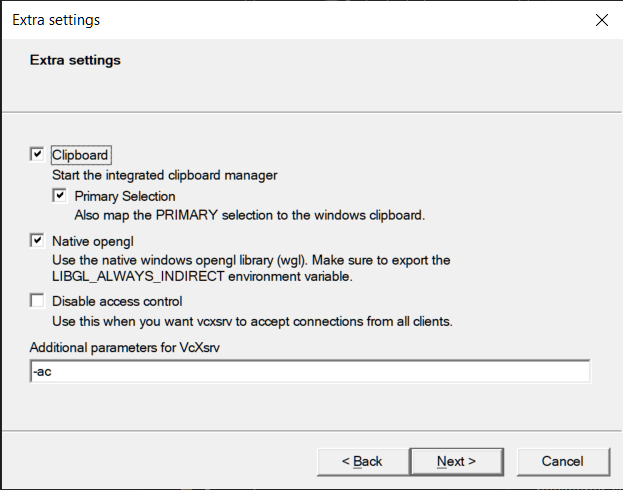 Extra settings
Extra settings
Clipboard
Start the integrated clipboard manager
Primary Selection
Also map the PRIMARY selection to the windows clipboard.
Native opengl
Use the native windows opengl library (wgl). Make sure to export the
LIBGL_ALWAYS_INDIRECT environment variable.
Disable access control
Use this when you want vcxsrv to accept connections from all clients.
Additional parameters for VcXsrv
-ac
< Back Next > Cancel